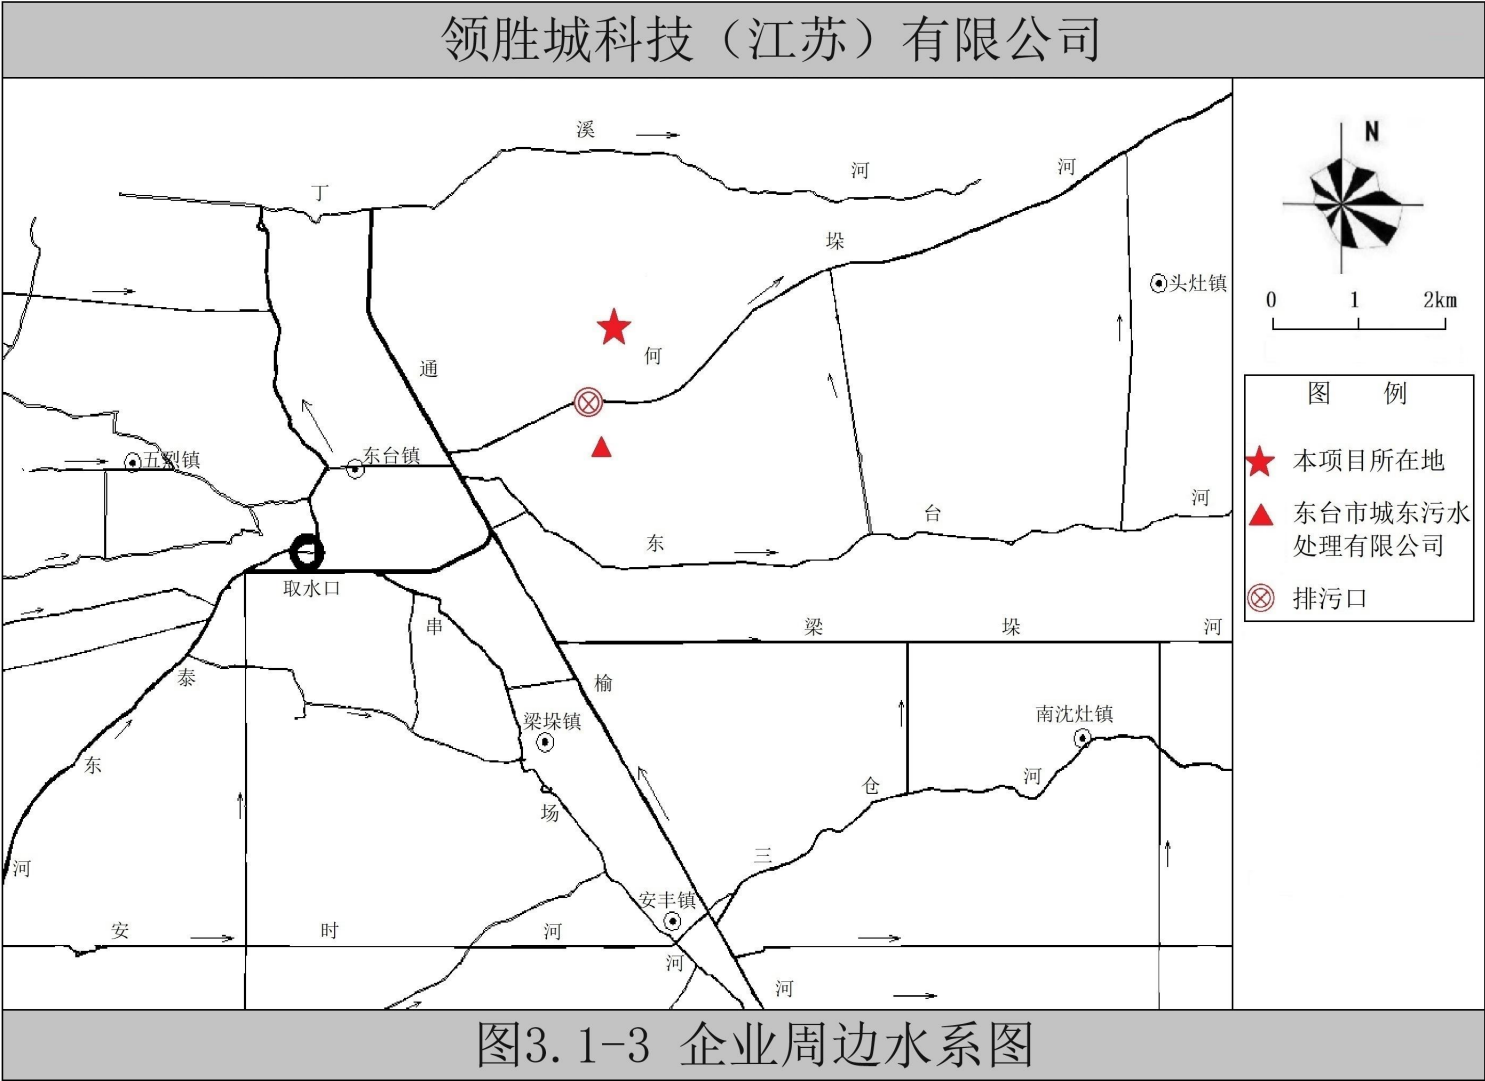 领胜城科技（江苏）有限公司
N
溪
丁
河
河
垛
头灶镇
0 1 2km
何
通
图 例
本项目所在地
东台市城东污水
处理有限公司
排污口
东台镇
五烈镇
河
台
东
取水口
串
梁 垛 河
泰
榆
梁垛镇
南沈灶镇
东
河
仓
场
三
河
安丰镇
安 时 河
河
河
图3.1-3 企业周边水系图